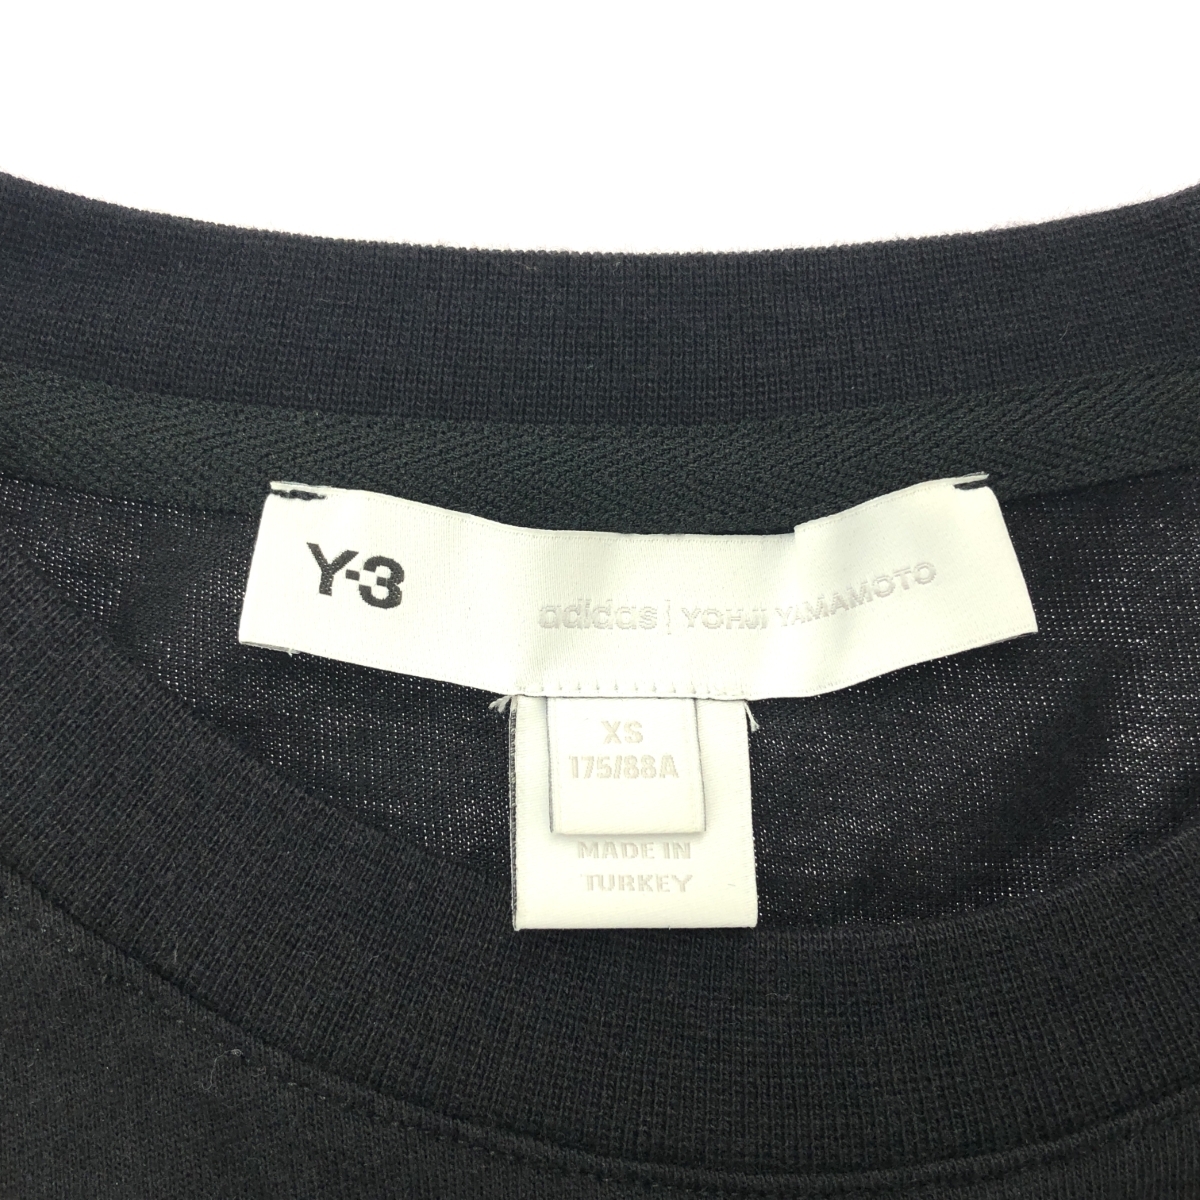 Y-3
adidas | YOHJI YAMAMOTO
XS
175/88A
MADE IN
TURKEY